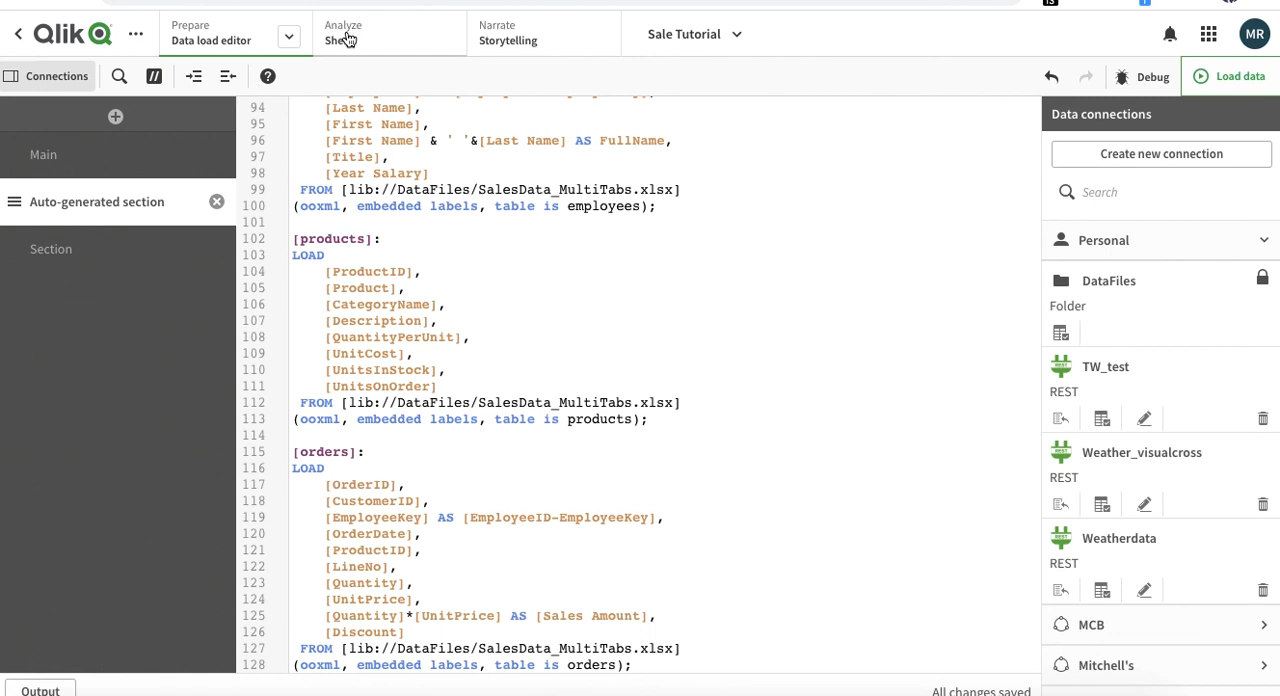 Qlik
Prepare
Data load editor
Analyze
Sheet
Narrate
Storytelling
Sale Tutorial
MR
Connections
Debug
Load data
Main
Auto-generated section
Section
94 [Last Name],
95 [First Name],
96 [First Name] & ' '&[Last Name] AS FullName,
97 [Title],
98 [Year Salary]
99 FROM [lib://DataFiles/SalesData_MultiTabs.xlsx]
100 (ooxml, embedded labels, table is employees);
101
102 [products]:
103 LOAD
104 [ProductID],
105 [Product],
106 [CategoryName],
107 [Description],
108 [QuantityPerUnit],
109 [UnitCost],
110 [UnitsInStock],
111 [UnitsOnOrder]
112 FROM [lib://DataFiles/SalesData_MultiTabs.xlsx]
113 (ooxml, embedded labels, table is products);
114
115 [orders]:
116 LOAD
117 [OrderID],
118 [CustomerID],
119 [EmployeeKey] AS [EmployeeID-EmployeeKey],
120 [OrderDate],
121 [ProductID],
122 [LineNo],
123 [Quantity],
124 [UnitPrice],
125 [Quantity]*[UnitPrice] AS [Sales Amount],
126 [Discount]
127 FROM [lib://DataFiles/SalesData_MultiTabs.xlsx]
128 (ooxml, embedded labels, table is orders);
Data connections
Create new connection
Search
Personal
DataFiles
Folder
TW_test
REST
Weather_visualcross
REST
Weatherdata
REST
MCB
Mitchell's
Output
All changes saved